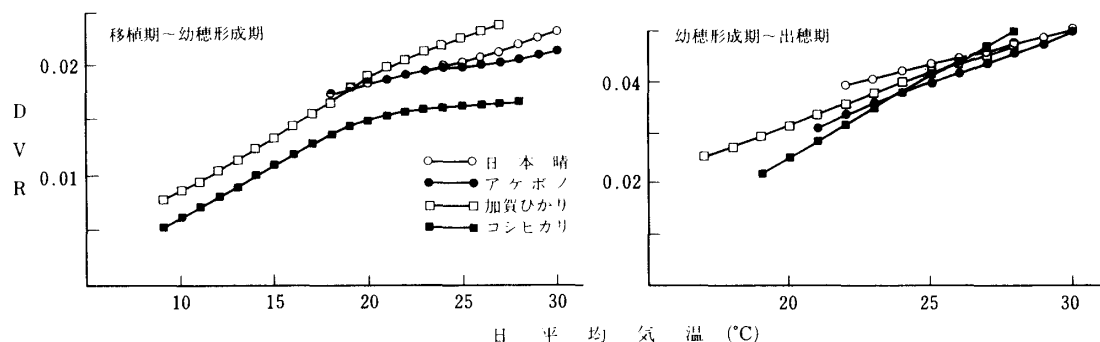 移植期～幼穂形成期
幼穂形成期～出穂期
DVR
0.02
0.01
日本晴
アケボノ
加賀ひかり
コシヒカリ
10 15 20 25 30
0.04
0.02
20 25 30
日平均気温 (°C)